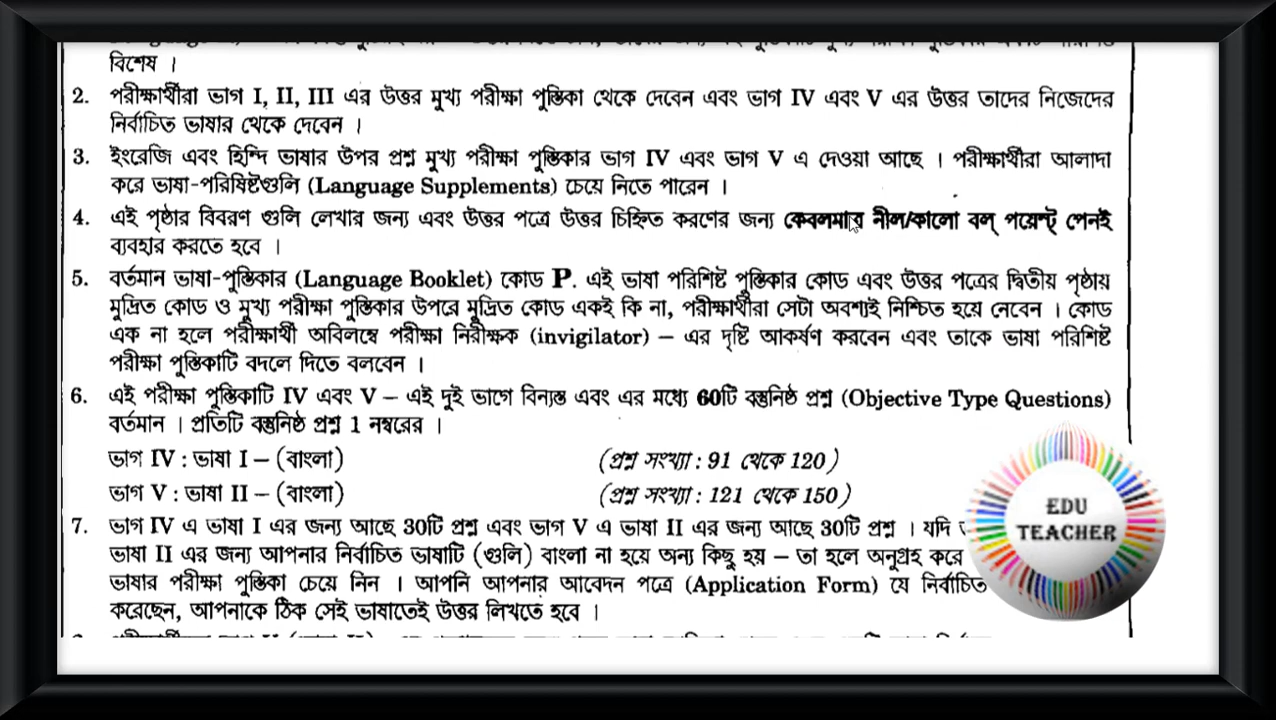 বিশেষ ।
2. পরীক্ষার্থীরা ভাগ I, II, III এর উত্তর মুখ্য পরীক্ষা পুস্তিকা থেকে দেবেন এবং ভাগ IV এবং V এর উত্তর তাদের নিজেদের
নির্বাচিত ভাষার থেকে দেবেন ।
3. ইংরেজি এবং হিন্দি ভাষার উপর প্রশ্ন মুখ্য পরীক্ষা পুস্তিকার ভাগ IV এবং ভাগ V এ দেওয়া আছে । পরীক্ষার্থীরা আলাদা
করে ভাষা-পরিষিষ্টগুলি (Language Supplements) চেয়ে নিতে পারেন ।
4. এই পৃষ্ঠার বিবরণ গুলি লেখার জন্য এবং উত্তর পত্রে উত্তর চিহ্নিত করণের জন্য কেবলমাত্র নীল/কালো বল্ পয়েন্ট্ পেনই
ব্যবহার করতে হবে ।
5. বর্তমান ভাষা-পুস্তিকার (Language Booklet) কোড P. এই ভাষা পরিশিষ্ট পুস্তিকার কোড এবং উত্তর পত্রের দ্বিতীয় পৃষ্ঠায়
মুদ্রিত কোড ও মুখ্য পরীক্ষা পুস্তিকার উপরে মুদ্রিত কোড একই কি না, পরীক্ষার্থীরা সেটা অবশ্যই নিশ্চিত হয়ে নেবেন । কোড
এক না হলে পরীক্ষার্থী অবিলম্বে পরীক্ষা নিরীক্ষক (invigilator) – এর দৃষ্টি আকর্ষণ করবেন এবং তাকে ভাষা পরিশিষ্ট
পরীক্ষা পুস্তিকাটি বদলে দিতে বলবেন ।
6. এই পরীক্ষা পুস্তিকাটি IV এবং V – এই দুই ভাগে বিন্যস্ত এবং এর মধ্যে 60টি বস্তুনিষ্ঠ প্রশ্ন (Objective Type Questions)
বর্তমান । প্রতিটি বস্তুনিষ্ঠ প্রশ্ন 1 নম্বরের ।
ভাগ IV : ভাষা I – (বাংলা) (প্রশ্ন সংখ্যা : 91 থেকে 120 )
ভাগ V : ভাষা II – (বাংলা) (প্রশ্ন সংখ্যা : 121 থেকে 150 )
7. ভাগ IV এ ভাষা I এর জন্য আছে 30টি প্রশ্ন এবং ভাগ V এ ভাষা II এর জন্য আছে 30টি প্রশ্ন । যদি
ভাষা II এর জন্য আপনার নির্বাচিত ভাষাটি (গুলি) বাংলা না হয়ে অন্য কিছু হয় – তা হলে অনুগ্রহ করে
ভাষার পরীক্ষা পুস্তিকা চেয়ে নিন । আপনি আপনার আবেদন পত্রে (Application Form) যে নির্বাচিত
করেছেন, আপনাকে ঠিক সেই ভাষাতেই উত্তর লিখতে হবে ।
EDU
TEACHER